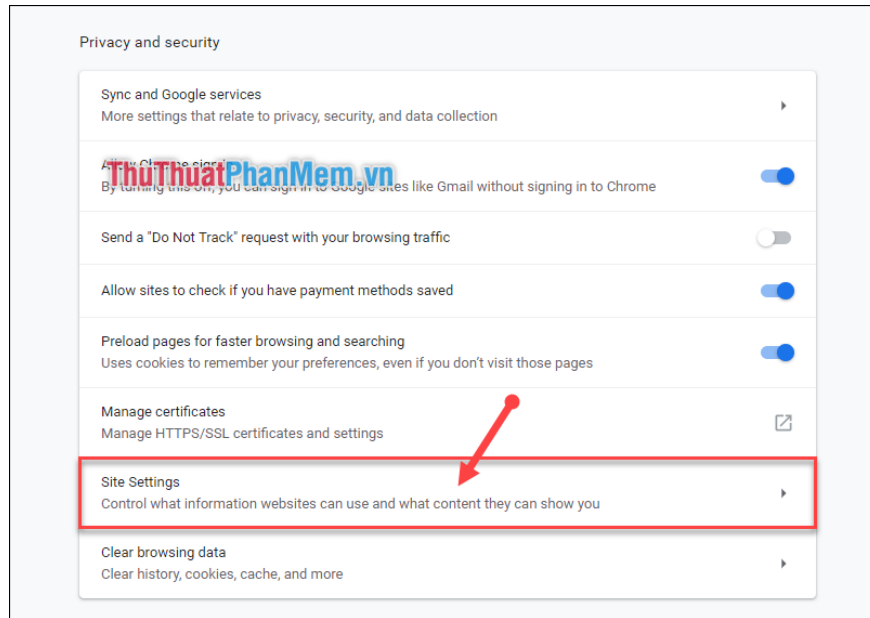 Privacy and security
Sync and Google services
More settings that relate to privacy, security, and data collection
Allow Chrome sign-in
ThuThuatPhanMem.vn
By turning this off, you can sign in to Google sites like Gmail without signing in to Chrome
Send a "Do Not Track" request with your browsing traffic
Allow sites to check if you have payment methods saved
Preload pages for faster browsing and searching
Uses cookies to remember your preferences, even if you don’t visit those pages
Manage certificates
Manage HTTPS/SSL certificates and settings
Site Settings
Control what information websites can use and what content they can show you
Clear browsing data
Clear history, cookies, cache, and more